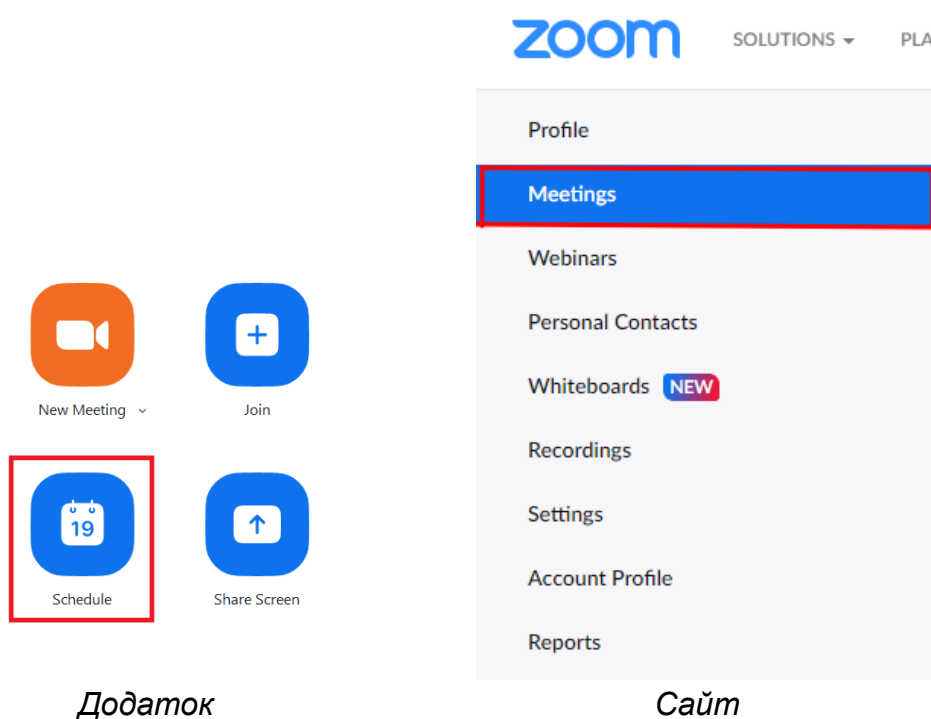 zoom SOLUTIONS PLA
Profile
Meetings
Webinars
Personal Contacts
Whiteboards NEW
Recordings
Settings
Account Profile
Reports
New Meeting
Join
19
Schedule
Share Screen
Додаток
Сайт